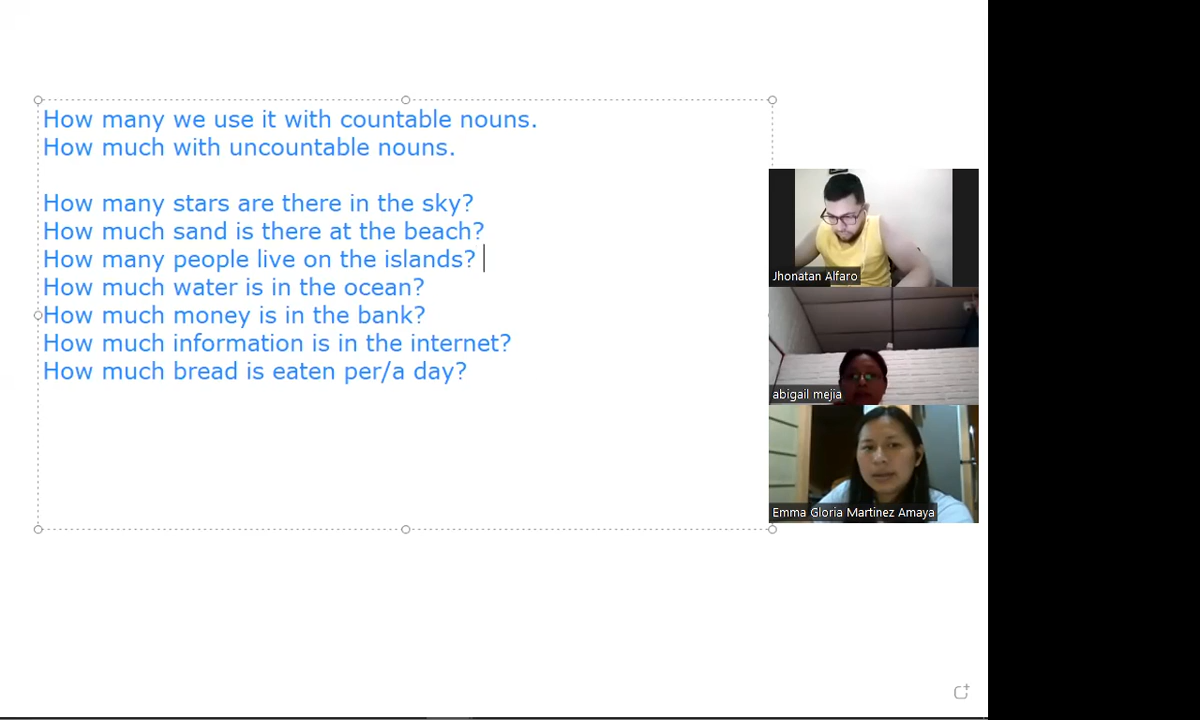 How many we use it with countable nouns.
How much with uncountable nouns.
How many stars are there in the sky?
How much sand is there at the beach?
How many people live on the islands?
How much water is in the ocean?
How much money is in the bank?
How much information is in the internet?
How much bread is eaten per/a day?
Jhonatan Alfaro
abigail mejia
Emma Gloria Martinez Amaya